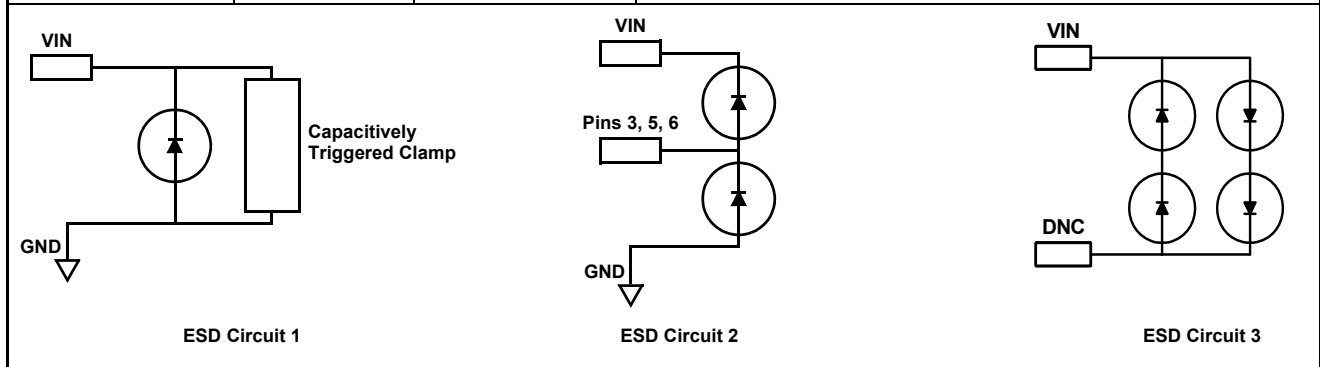 VIN
Capacitively
Triggered Clamp
GND
ESD Circuit 1
VIN
Pins 3, 5, 6
GND
ESD Circuit 2
VIN
DNC
ESD Circuit 3